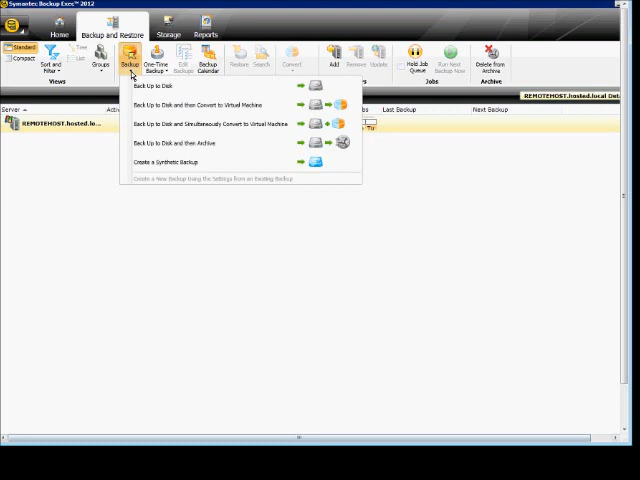 Symantec Backup Exec™ 2012
Home
Backup and Restore
Storage
Reports
Standard
Compact
Sort and Filter
Tree
List
Groups
Backup
One-Time Backup
Edit Backups
Backup Calendar
Restore
Search
Convert
Add
Remove
Update
Hold Job Queue
Run Next Backup Now
Delete from Archive
Views
Jobs
Archive
REMOTEHOST.hosted.local Deta
Server
Last Backup
Next Backup
REMOTEHOST.hosted.lo...
Back Up to Disk
Back Up to Disk and then Convert to Virtual Machine
Back Up to Disk and Simultaneously Convert to Virtual Machine
Back Up to Disk and then Archive
Create a Synthetic Backup
Create a New Backup Using the Settings from an Existing Backup